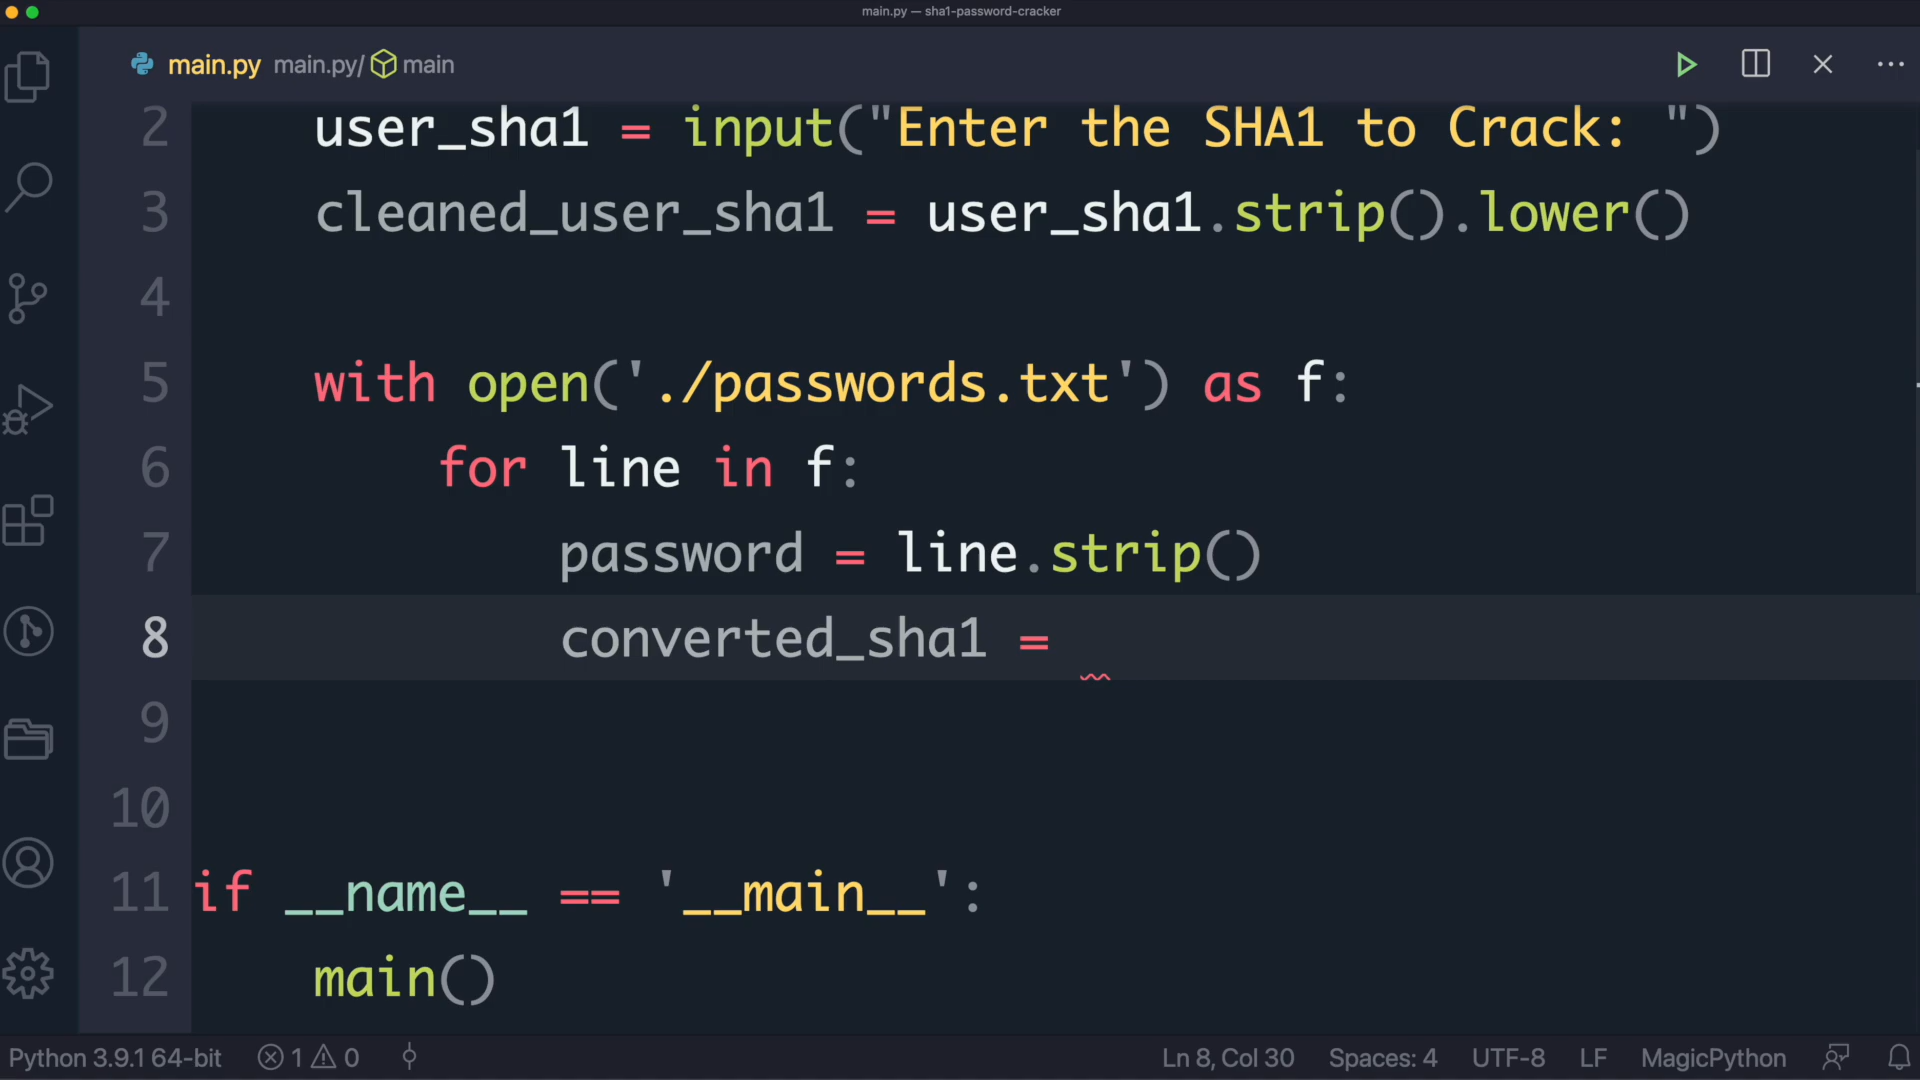 main.py — sha1-password-cracker
main.py main.py/ main
2 user_sha1 = input("Enter the SHA1 to Crack: ")
3 cleaned_user_sha1 = user_sha1.strip().lower()
4
5 with open('./passwords.txt') as f:
6 for line in f:
7 password = line.strip()
8 converted_sha1 =
9
10
11 if __name__ == '__main__':
12 main()
Python 3.9.1 64-bit 1 0 Ln 8, Col 30 Spaces: 4 UTF-8 LF MagicPython